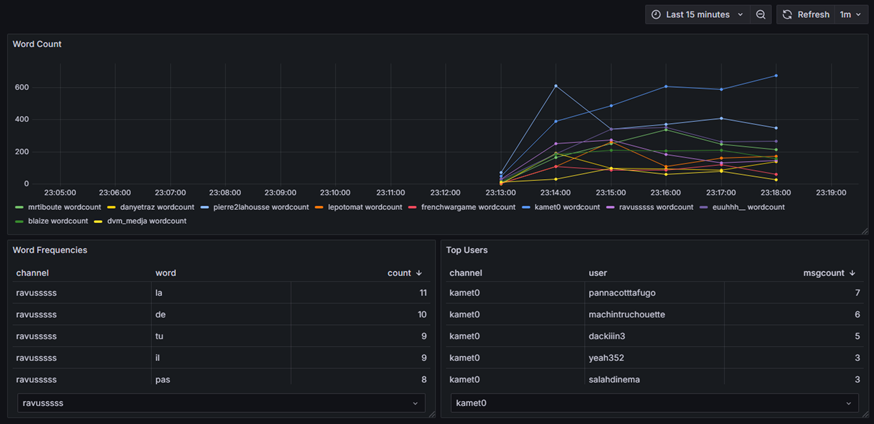 Last 15 minutes Refresh 1m
Word Count
600
400
200
0
23:05:00 23:06:00 23:07:00 23:08:00 23:09:00 23:10:00 23:11:00 23:12:00 23:13:00 23:14:00 23:15:00 23:16:00 23:17:00 23:18:00 23:19:00
mrtiboute wordcount danyetraz wordcount pierre2lahousse wordcount lepotomat wordcount frenchwargame wordcount kamet0 wordcount ravusssss wordcount euuhhh__ wordcount
blaize wordcount dvm_medja wordcount
Word Frequencies
channel word count
ravusssss la 11
ravusssss de 10
ravusssss tu 9
ravusssss il 9
ravusssss pas 8
ravusssss
Top Users
channel user msgcount
kamet0 pannacotttafugo 7
kamet0 machintruchouette 6
kamet0 dackiiin3 5
kamet0 yeah352 3
kamet0 salahdinema 3
kamet0